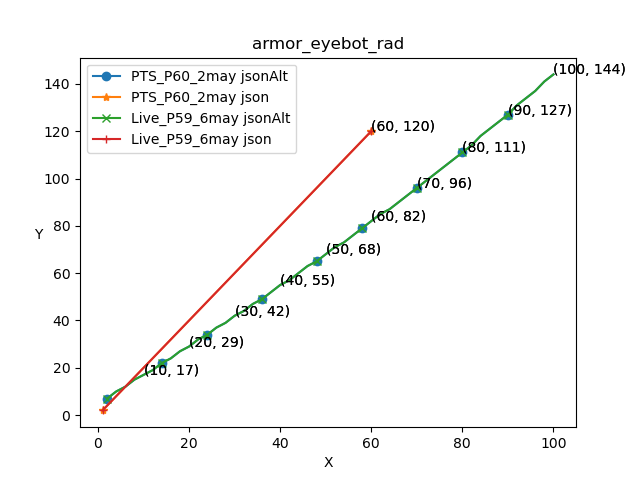 armor_eyebot_rad
PTS_P60_2may jsonAlt
PTS_P60_2may json
Live_P59_6may jsonAlt
Live_P59_6may json
(100, 144)
(90, 127)
(60, 120)
(80, 111)
(70, 96)
(60, 82)
(50, 68)
(40, 55)
(30, 42)
(20, 29)
(10, 17)
140
120
100
80
60
40
20
0
Y
0 20 40 60 80 100
X